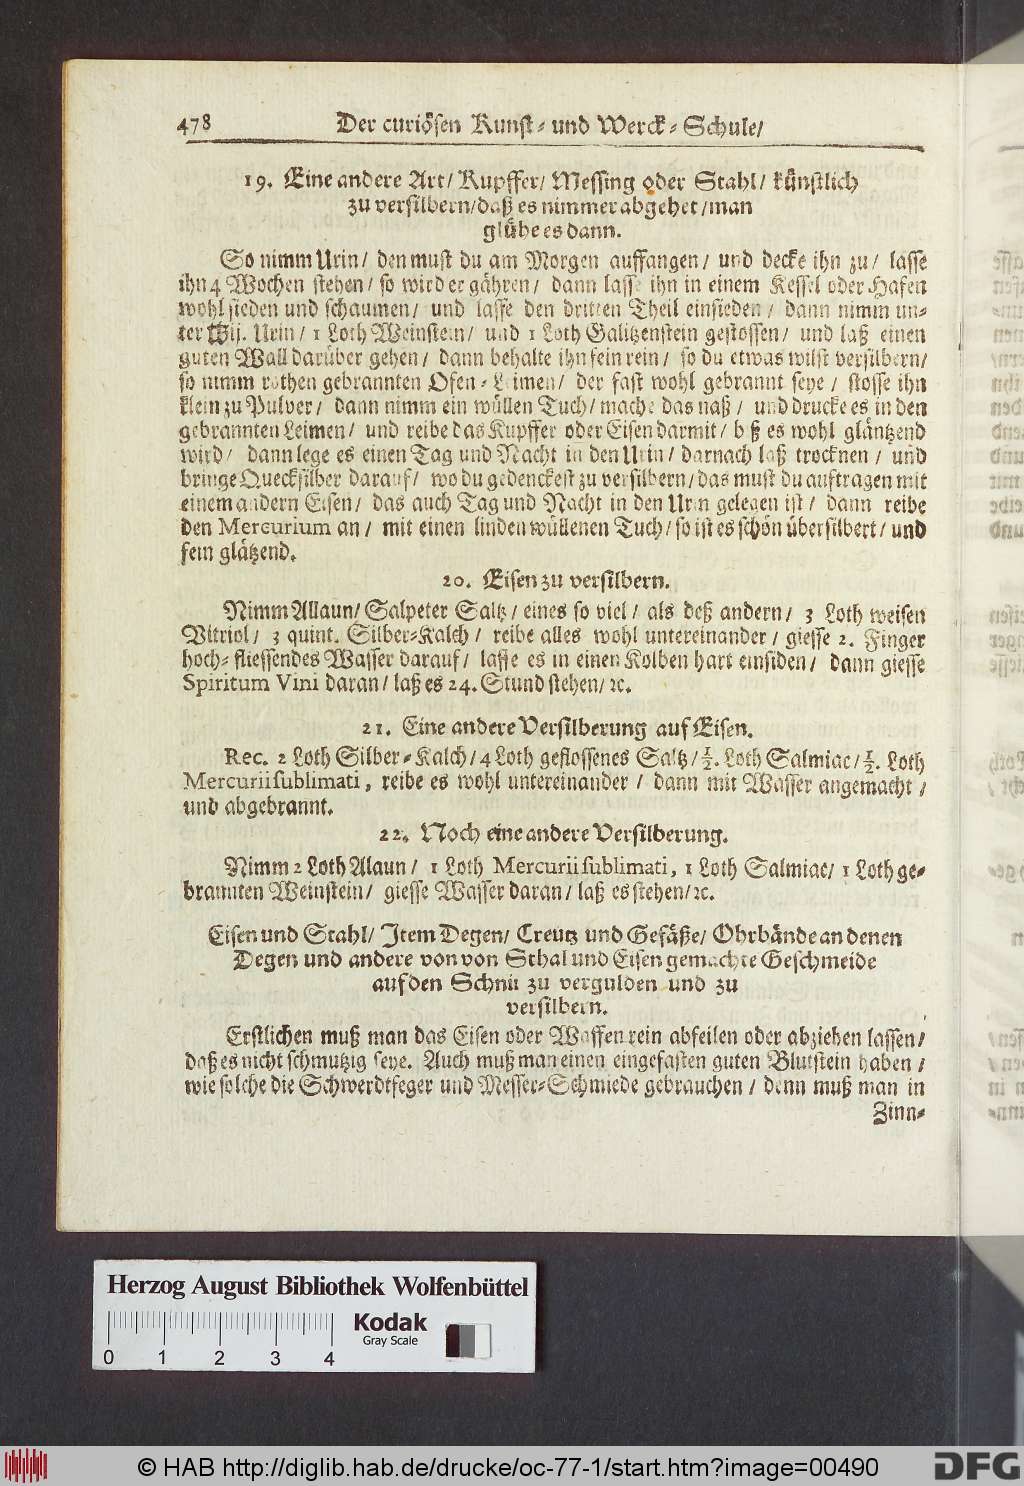 478 Der curiösen Kunst- und Werck-Schule/
19. Eine andere Art/ Kupffer/ Messing oder Stahl/ künstlich
zu versilbern/ daß es nimmer abgehet/ man
glühe es dann.
So nimm Urin/ den must du am Morgen auffangen/ und decke ihn zu/ lasse
ihn 4 Wochen stehen/ so wird er gähren/ dann lasse ihn in einem Kessel oder Hafen
wohl sieden und schaumen/ und lasse den dritten Theil einsieden/ dann nimm un-
ter Urin/ 1 Loth Weinstein/ und 1 Loth Galitzenstein gestossen/ und laß einen
guten Wall darüber gehen/ dann behalte ihn fein rein/ so du etwas wilst versilbern/
so nimm rothen gebrannten Ofen-Leimen/ der fast wohl gebrannt seye/ stosse ihn
klein zu Pulver/ dann nimm ein wüllen Tuch/ mache das naß/ und drucke es in den
gebrannten Leimen/ und reibe das Kupffer oder Eisen darmit/ b ß es wohl gläntzend
wird/ dann lege es einen Tag und Nacht in den Urin/ darnach laß trocknen/ und
bringe Quecksilber darauf/ wo du gedenckest zu versilbern/ das must du auftragen mit
einem andern Eisen/ das auch Tag und Nacht in den Urin gelegen ist/ dann reibe
den Mercurium an/ mit einen linden wüllenen Tuch/ so ist es schön übersilbert/ und
fein glätzend.
20. Eisen zu versilbern.
Nimm Allaun/ Salpeter Saltz/ eines so viel/ als deß andern/ 3 Loth weisen
Vitriol/ 3 quint. Silber-Kalch/ reibe alles wohl untereinander/ giesse 2. Finger
hoch-fliessendes Wasser darauf/ lasse es in einen Kolben hart einsiden/ dann giesse
Spiritum Vini daran/ laß es 24. Stund stehen/ ꝛc.
21. Eine andere Versilberung auf Eisen.
Rec. 2 Loth Silber-Kalch/ 4 Loth gestossenes Saltz/ ½. Loth Salmiac/ ½. Loth
Mercurii sublimati, reibe es wohl untereinander/ dann mit Wasser angemacht/
und abgebrannt.
22. Noch eine andere Versilberung.
Nimm 2 Loth Alaun/ 1 Loth Mercurii sublimati, 1 Loth Salmiac/ 1 Loth ge-
brannten Weinstein/ giesse Wasser daran/ laß es stehen/ ꝛc.
Eisen und Stahl/ Item Degen/ Creutz und Gefäße/ Ohrbände an denen
Degen und andere von von Sthal und Eisen gemachte Geschmeide
auf den Schnit zu vergulden und zu
versilbern.
Erstlichen muß man das Eisen oder Waffen rein abfeilen oder abziehen lassen/
daß es nicht schmutzig seye. Auch muß man einen eingefasten guten Blutstein haben/
wie solche die Schwerdtfeger und Messer-Schmiede gebrauchen/ denn muß man in
Zinn-
Herzog August Bibliothek Wolfenbüttel
Kodak
Gray Scale
0 1 2 3 4
© HAB http://diglib.hab.de/drucke/oc-77-1/start.htm?image=00490
DFG